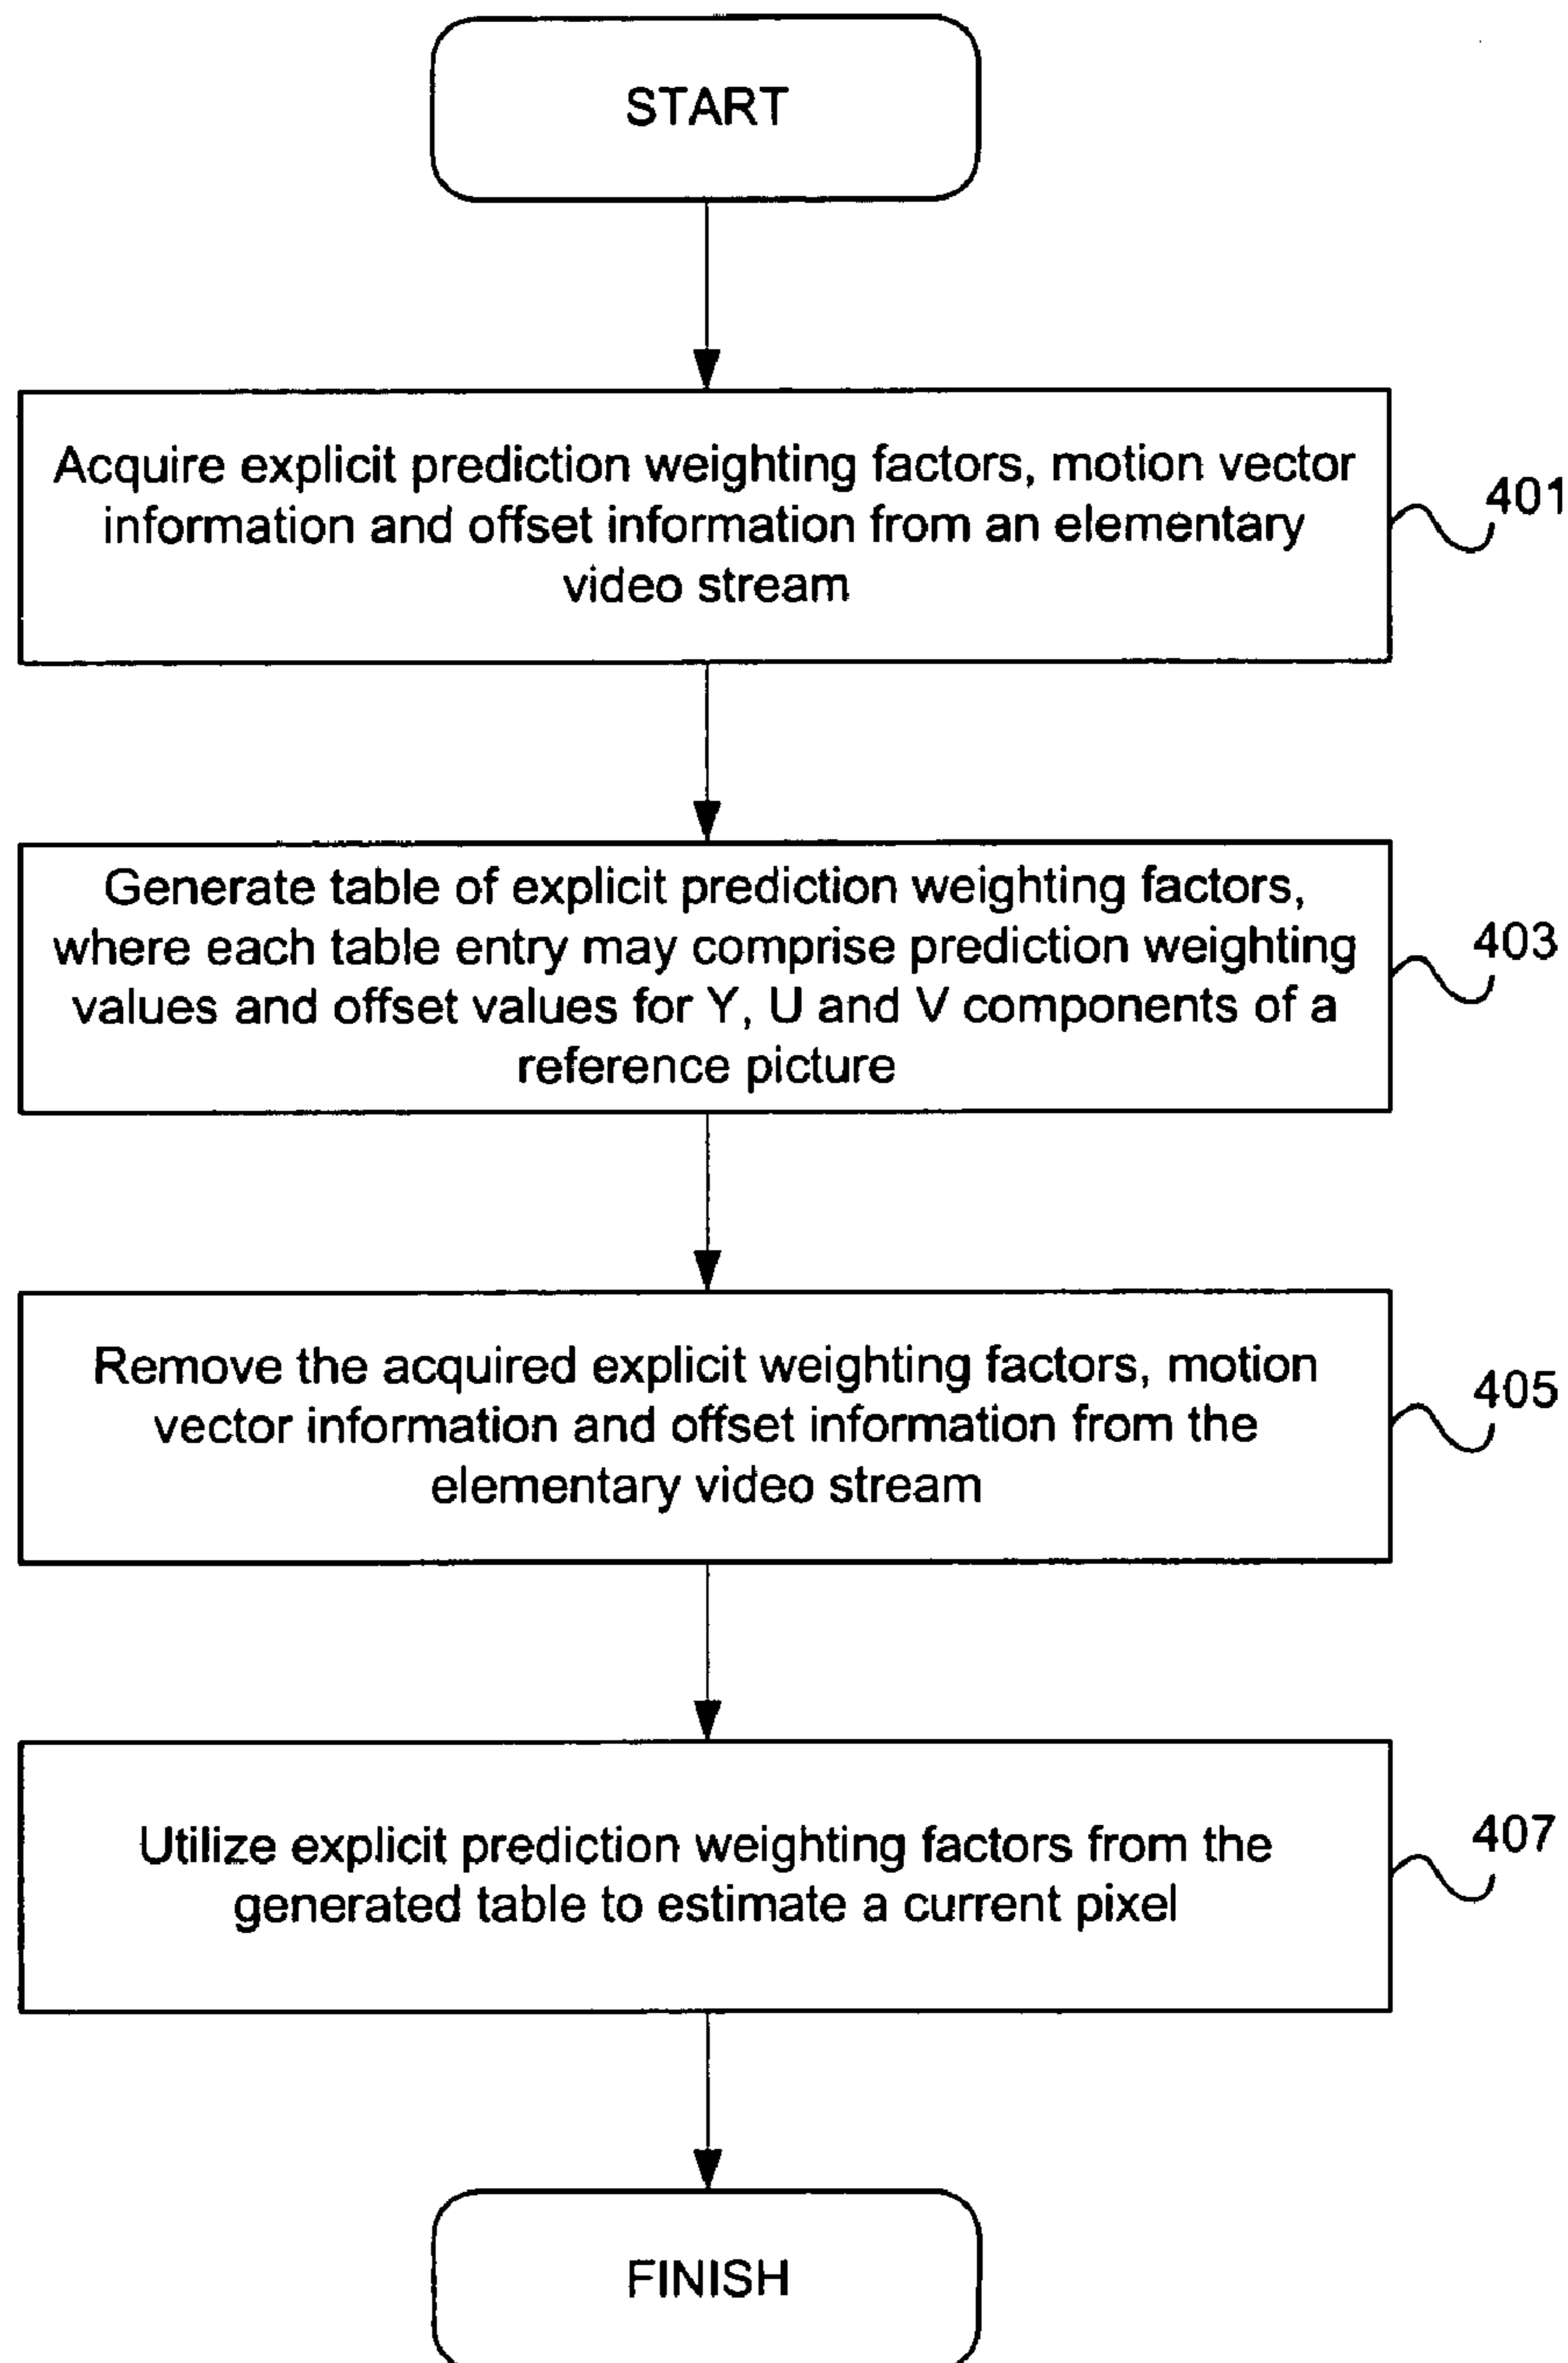 START
Acquire explicit prediction weighting factors, motion vector
information and offset information from an elementary
video stream
401
Generate table of explicit prediction weighting factors,
where each table entry may comprise prediction weighting
values and offset values for Y, U and V components of a
reference picture
403
Remove the acquired explicit weighting factors, motion
vector information and offset information from the
elementary video stream
405
Utilize explicit prediction weighting factors from the
generated table to estimate a current pixel
407
FINISH